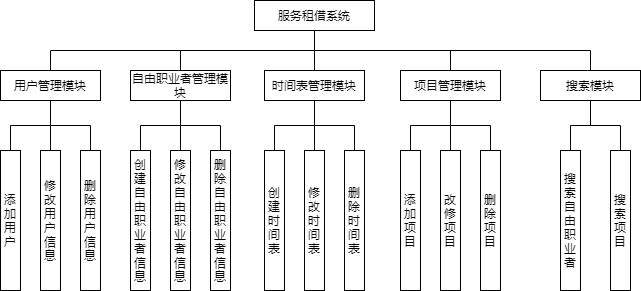 服务租借系统
用户管理模块
自由职业者管理模
块
时间表管理模块
项目管理模块
搜索模块
添加用户
修改用户信息
删除用户信息
创建自由职业者信息
修改自由职业者信息
删除自由职业者信息
创建时间表
修改时间表
删除时间表
添加项目
改修项目
删除项目
搜索自由职业者
搜索项目